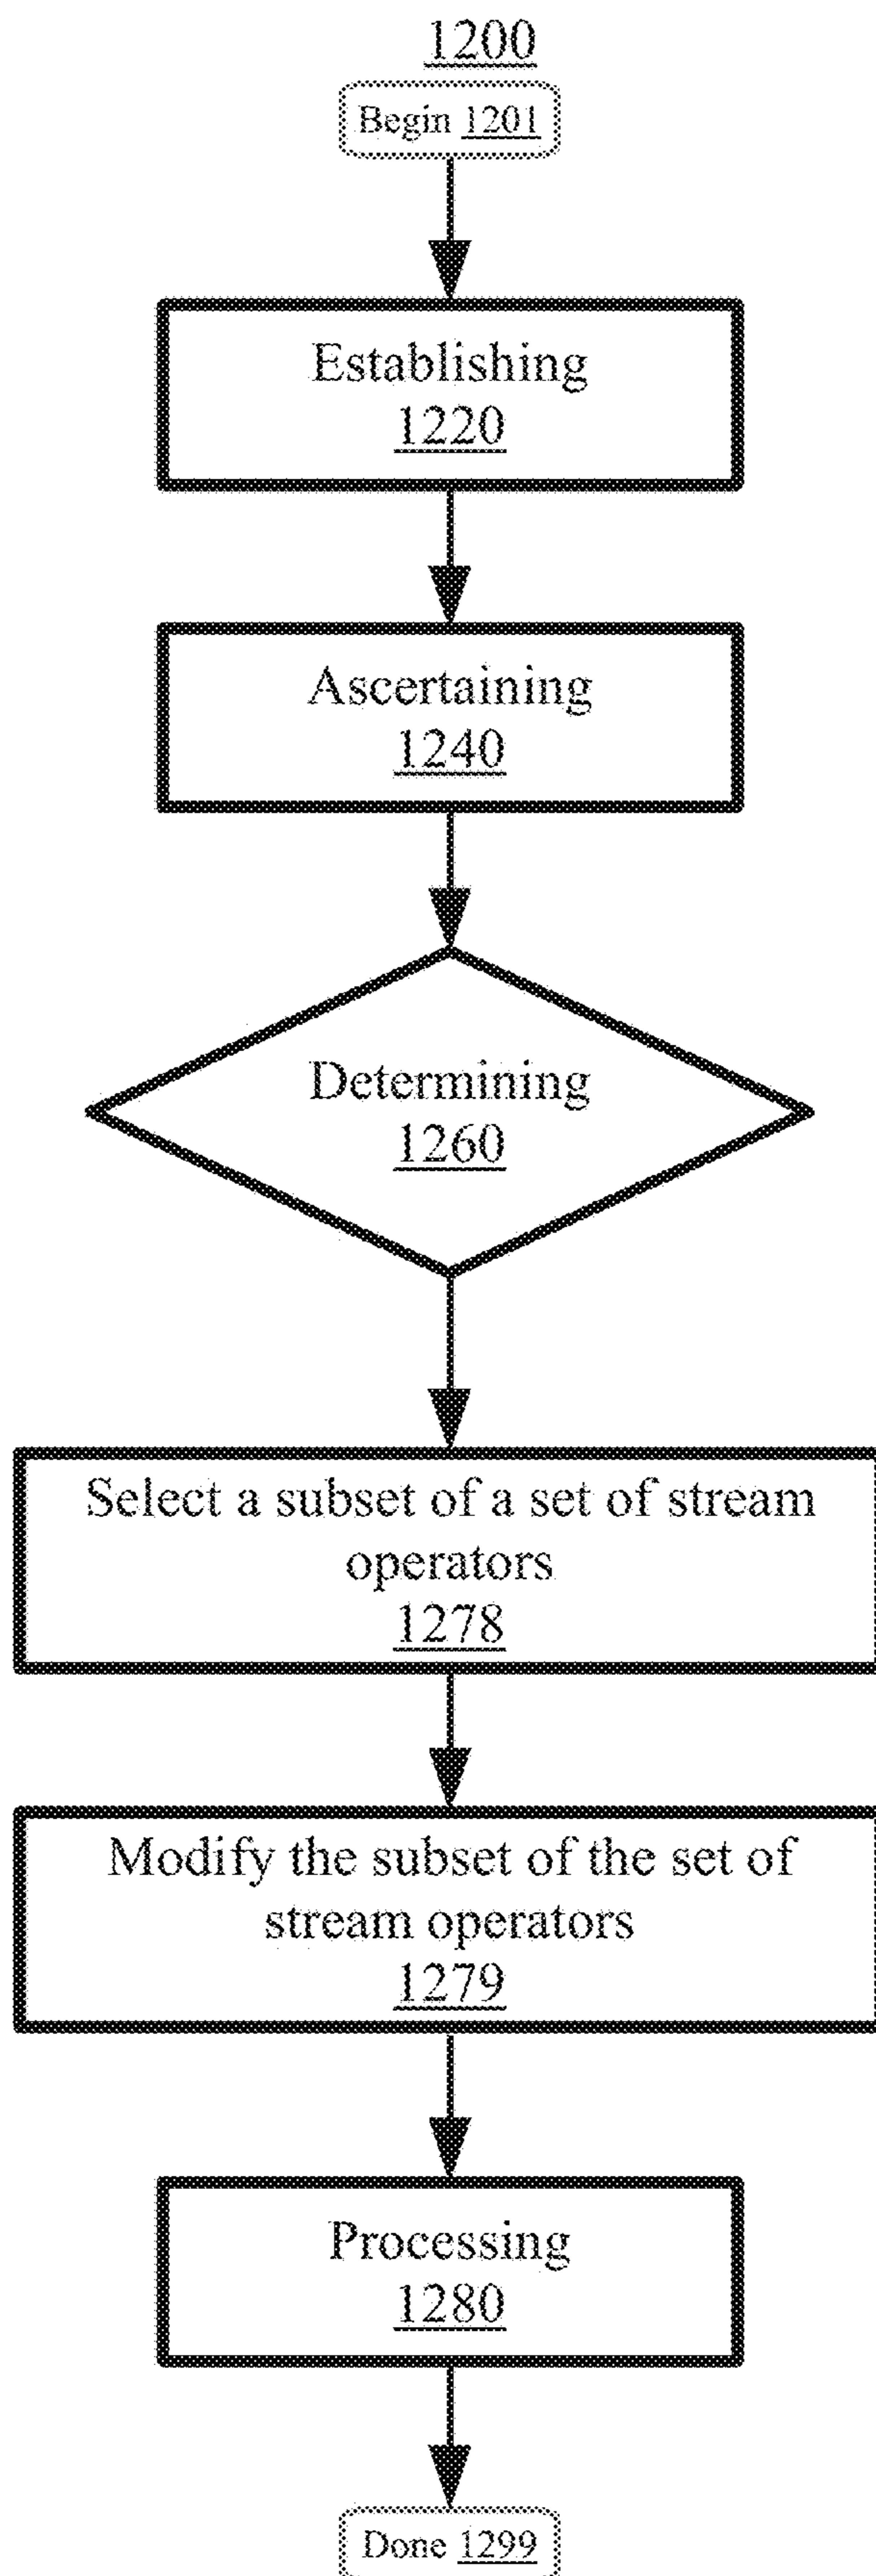 1200
Begin 1201
Establishing
1220
Ascertaining
1240
Determining
1260
Select a subset of a set of stream
operators
1278
Modify the subset of the set of
stream operators
1279
Processing
1280
Done 1299